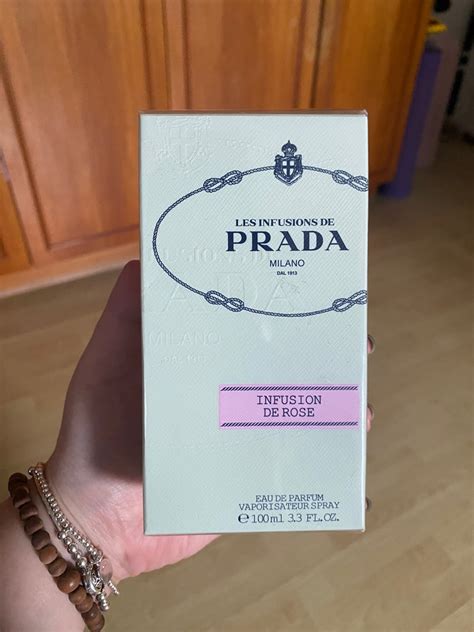 LES INFUSIONS DE
PRADA
MILANO
DAL 1913
MILANO
INFUSION
DE ROSE
EAU DE PARFUM
VAPORISATEUR SPRAY
℮ 100ml 3.3 FL.OZ.